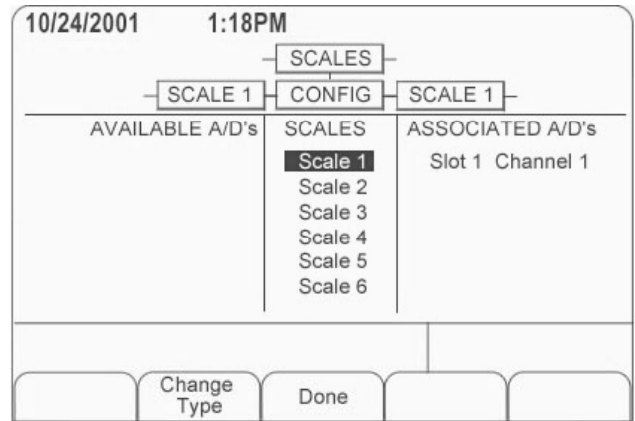 10/24/2001 1:18PM
SCALES
SCALE 1 CONFIG SCALE 1
AVAILABLE A/D's SCALES ASSOCIATED A/D's
Scale 1 Slot 1 Channel 1
Scale 2
Scale 3
Scale 4
Scale 5
Scale 6
Change
Type
Done